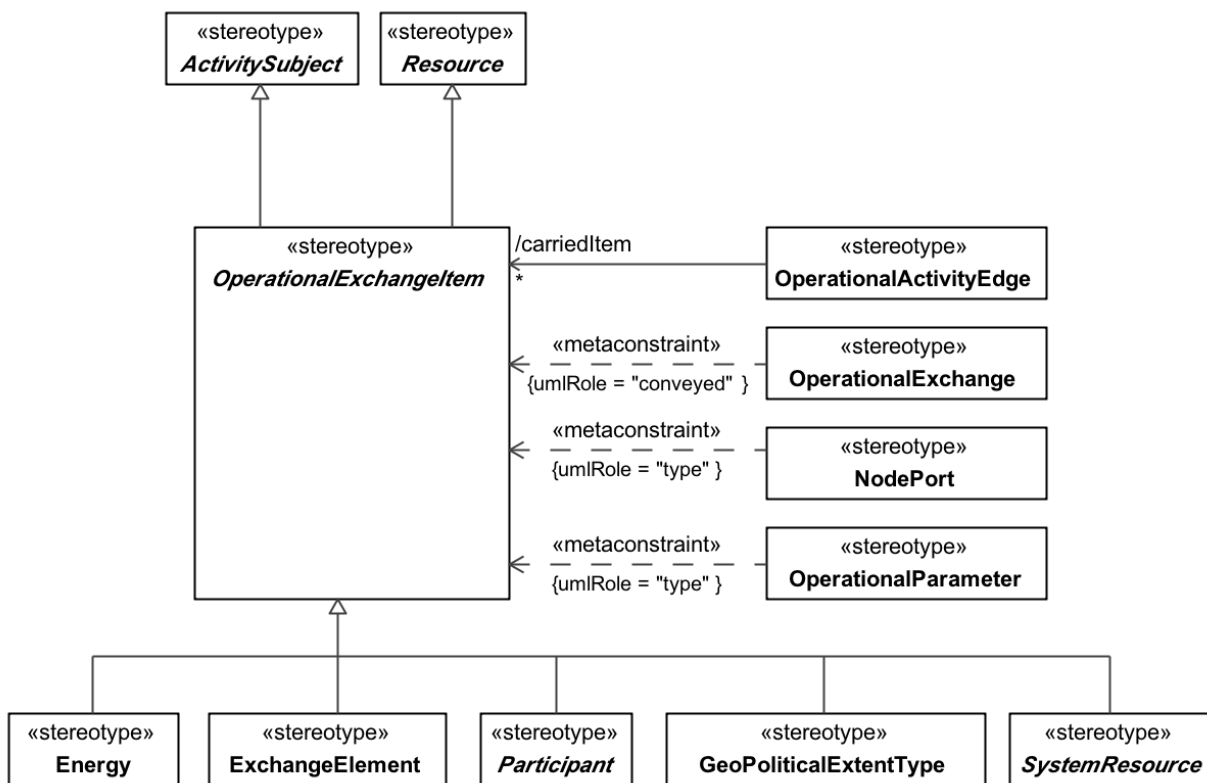 «stereotype»
ActivitySubject
«stereotype»
Resource
«stereotype»
OperationalExchangeItem
/carriedItem
*
«stereotype»
OperationalActivityEdge
«metaconstraint»
{umlRole = "conveyed" }
«stereotype»
OperationalExchange
«metaconstraint»
{umlRole = "type" }
«stereotype»
NodePort
«metaconstraint»
{umlRole = "type" }
«stereotype»
OperationalParameter
«stereotype»
Energy
«stereotype»
ExchangeElement
«stereotype»
Participant
«stereotype»
GeoPoliticalExtentType
«stereotype»
SystemResource